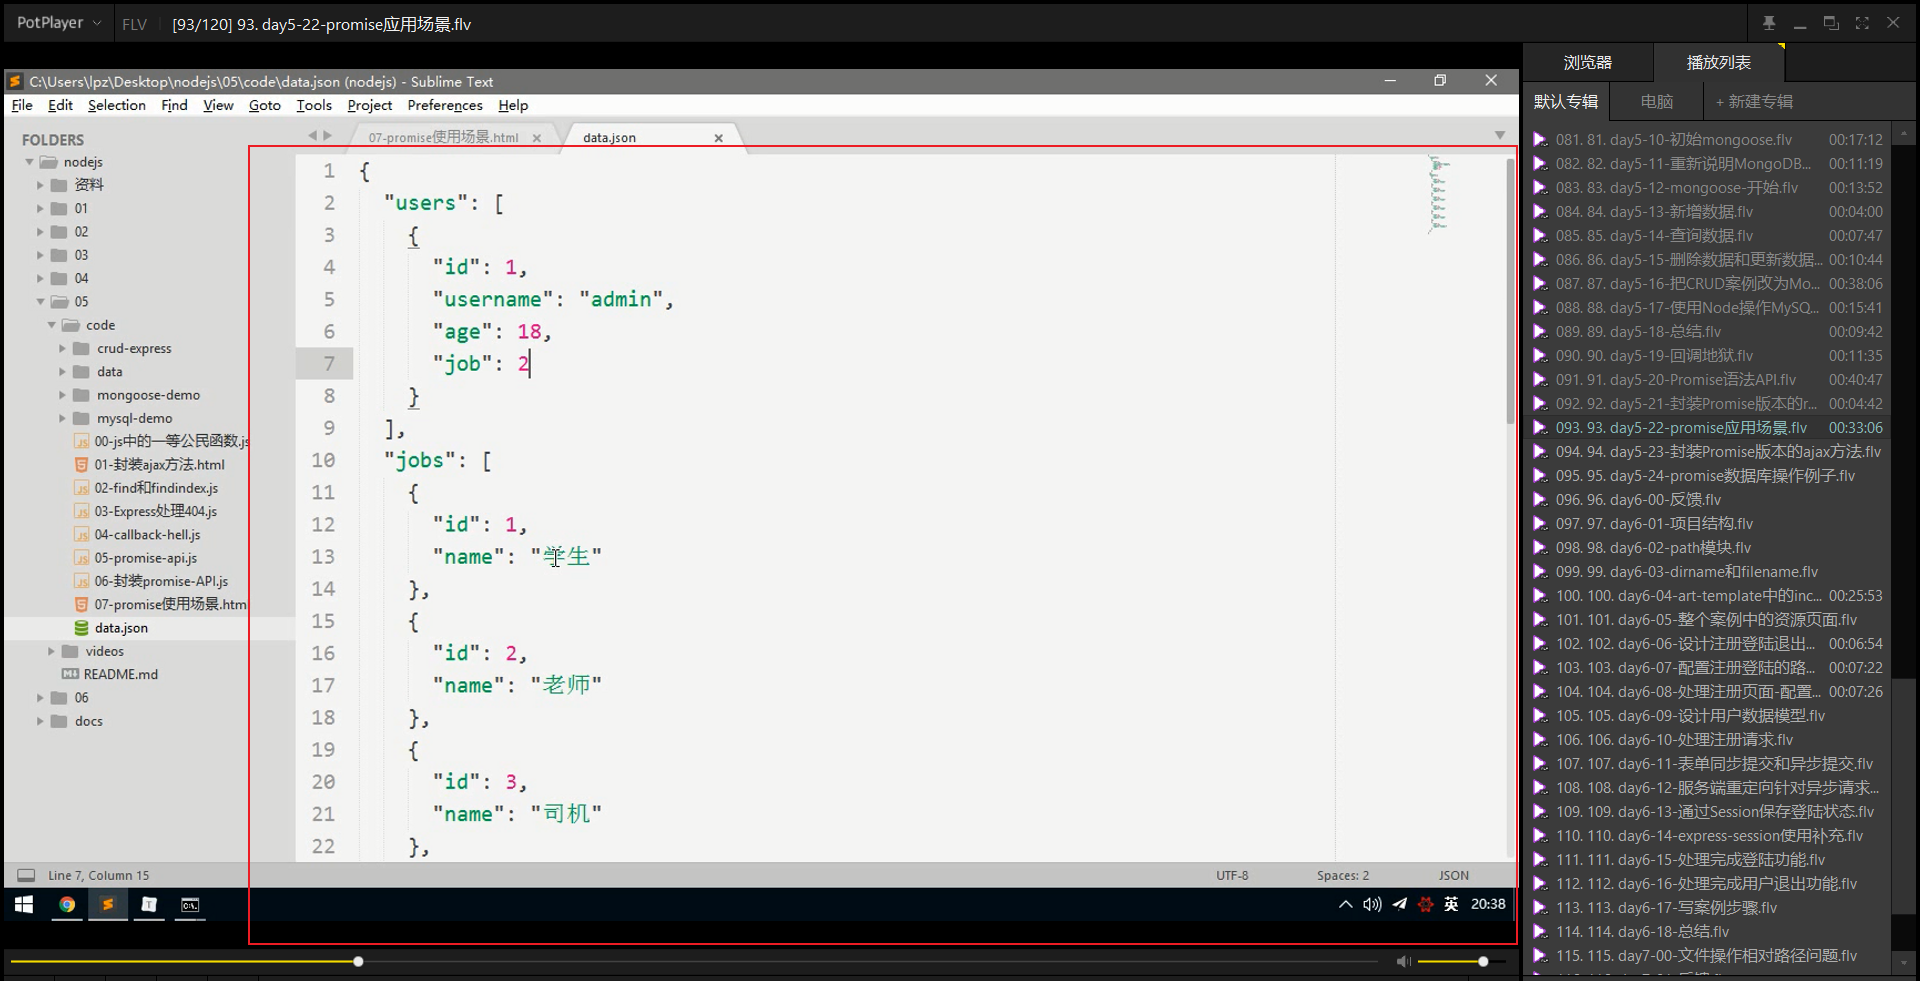 PotPlayer
FLV
[93/120] 93. day5-22-promise应用场景.flv
C:\Users\lpz\Desktop\nodejs\05\code\data.json (nodejs) - Sublime Text
File Edit Selection Find View Goto Tools Project Preferences Help
FOLDERS
nodejs
资料
01
02
03
04
05
code
crud-express
data
mongoose-demo
mysql-demo
00-js中的一等公民函数.js
01-封装ajax方法.html
02-find和findindex.js
03-Express处理404.js
04-callback-hell.js
05-promise-api.js
06-封装promise-API.js
07-promise使用场景.htm
data.json
videos
README.md
06
docs
07-promise使用场景.html
data.json
1 {
2 "users": [
3 {
4 "id": 1,
5 "username": "admin",
6 "age": 18,
7 "job": 2
8 }
9 ],
10 "jobs": [
11 {
12 "id": 1,
13 "name": "学生"
14 },
15 {
16 "id": 2,
17 "name": "老师"
18 },
19 {
20 "id": 3,
21 "name": "司机"
22 },
Line 7, Column 15
UTF-8
Spaces: 2
JSON
英
20:38
浏览器
播放列表
默认专辑
电脑
+ 新建专辑
081. 81. day5-10-初始mongoose.flv 00:17:12
082. 82. day5-11-重新说明MongoDB... 00:11:19
083. 83. day5-12-mongoose-开始.flv 00:13:52
084. 84. day5-13-新增数据.flv 00:04:00
085. 85. day5-14-查询数据.flv 00:07:47
086. 86. day5-15-删除数据和更新数据... 00:10:44
087. 87. day5-16-把CRUD案例改为Mo... 00:38:06
088. 88. day5-17-使用Node操作MySQ... 00:15:41
089. 89. day5-18-总结.flv 00:09:42
090. 90. day5-19-回调地狱.flv 00:11:35
091. 91. day5-20-Promise语法API.flv 00:40:47
092. 92. day5-21-封装Promise版本的r... 00:04:42
093. 93. day5-22-promise应用场景.flv 00:33:06
094. 94. day5-23-封装Promise版本的ajax方法.flv
095. 95. day5-24-promise数据库操作例子.flv
096. 96. day6-00-反馈.flv
097. 97. day6-01-项目结构.flv
098. 98. day6-02-path模块.flv
099. 99. day6-03-dirname和filename.flv
100. 100. day6-04-art-template中的inc... 00:25:53
101. 101. day6-05-整个案例中的资源页面.flv
102. 102. day6-06-设计注册登陆退出... 00:06:54
103. 103. day6-07-配置注册登陆的路... 00:07:22
104. 104. day6-08-处理注册页面-配置... 00:07:26
105. 105. day6-09-设计用户数据模型.flv
106. 106. day6-10-处理注册请求.flv
107. 107. day6-11-表单同步提交和异步提交.flv
108. 108. day6-12-服务端重定向针对异步请求...
109. 109. day6-13-通过Session保存登陆状态.flv
110. 110. day6-14-express-session使用补充.flv
111. 111. day6-15-处理完成登陆功能.flv
112. 112. day6-16-处理完成用户退出功能.flv
113. 113. day6-17-写案例步骤.flv
114. 114. day6-18-总结.flv
115. 115. day7-00-文件操作相对路径问题.flv